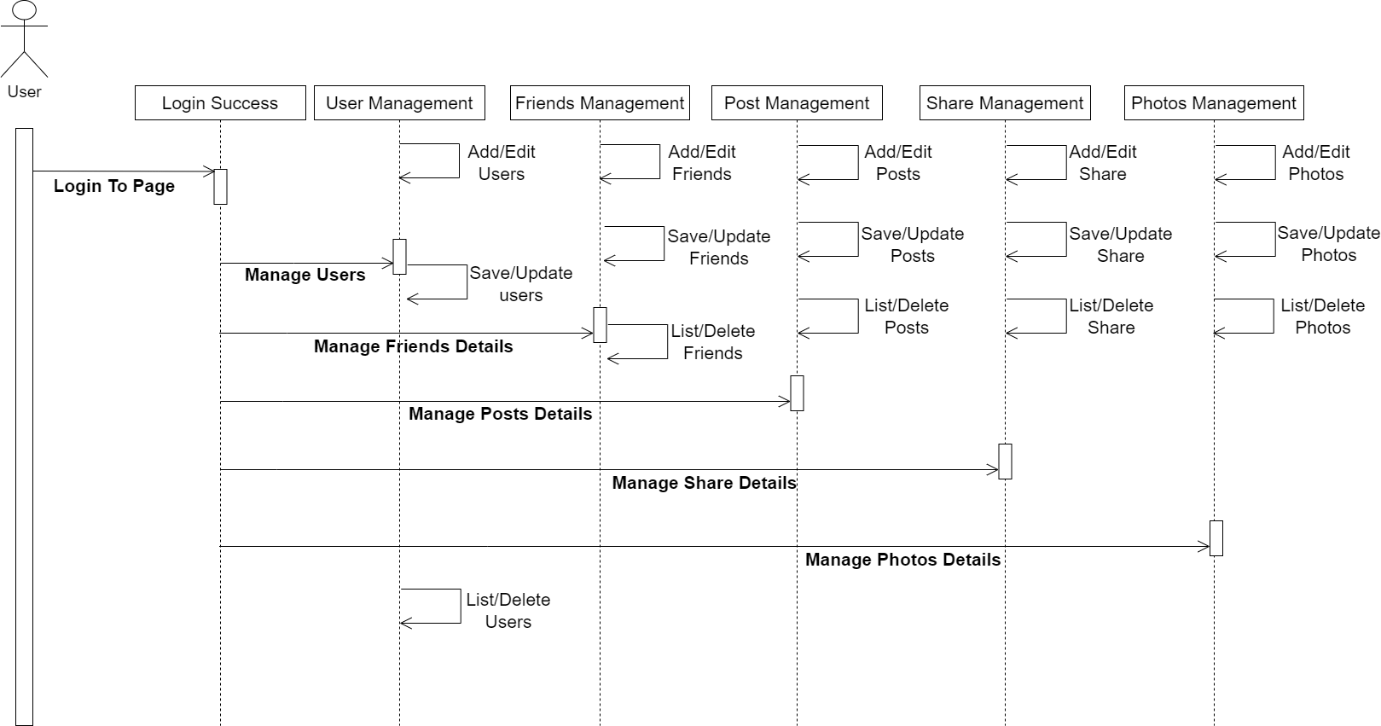 User
Login Success
User Management
Friends Management
Post Management
Share Management
Photos Management
Login To Page
Add/Edit
Users
Add/Edit
Friends
Add/Edit
Posts
Add/Edit
Share
Add/Edit
Photos
Manage Users
Save/Update
users
Save/Update
Friends
Save/Update
Posts
Save/Update
Share
Save/Update
Photos
Manage Friends Details
List/Delete
Friends
List/Delete
Posts
List/Delete
Share
List/Delete
Photos
Manage Posts Details
Manage Share Details
Manage Photos Details
List/Delete
Users